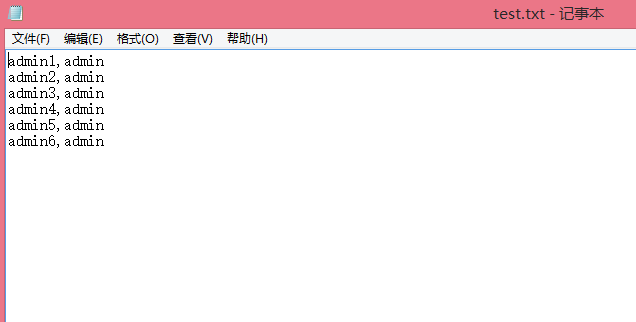 test.txt - 记事本
文件(F) 编辑(E) 格式(O) 查看(V) 帮助(H)
admin1,admin
admin2,admin
admin3,admin
admin4,admin
admin5,admin
admin6,admin